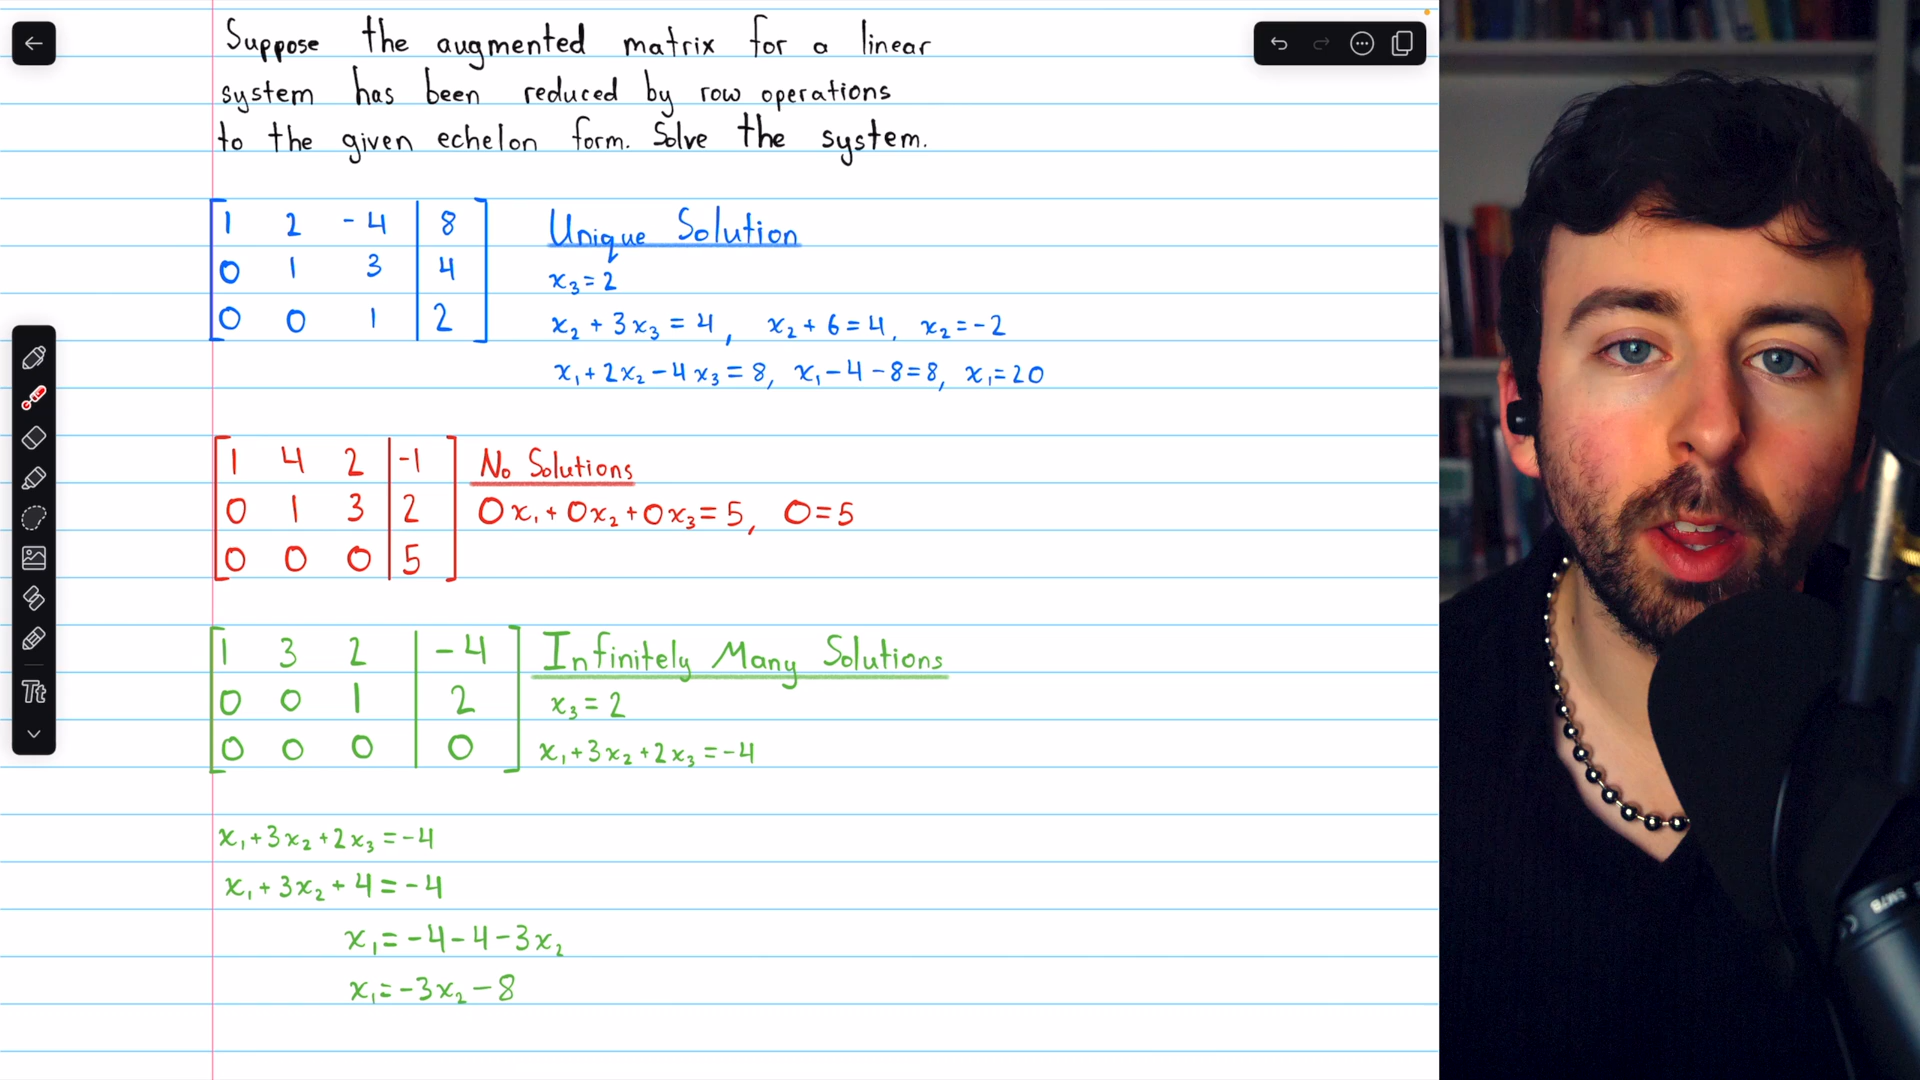 Suppose the augmented matrix for a linear
system has been reduced by row operations
to the given echelon form. Solve the system.
1 2 -4 8
0 1 3 4
0 0 1 2
Unique Solution
x₃ = 2
x₂ + 3x₃ = 4, x₂ + 6 = 4, x₂ = -2
x₁ + 2x₂ - 4x₃ = 8, x₁ - 4 - 8 = 8, x₁ = 20
1 4 2 -1
0 1 3 2
0 0 0 5
No Solutions
0x₁ + 0x₂ + 0x₃ = 5, 0 = 5
1 3 2 -4
0 0 1 2
0 0 0 0
Infinitely Many Solutions
x₃ = 2
x₁ + 3x₂ + 2x₃ = -4
x₁ + 3x₂ + 2x₃ = -4
x₁ + 3x₂ + 4 = -4
x₁ = -4 - 4 - 3x₂
x₁ = -3x₂ - 8
Tt
SM7B